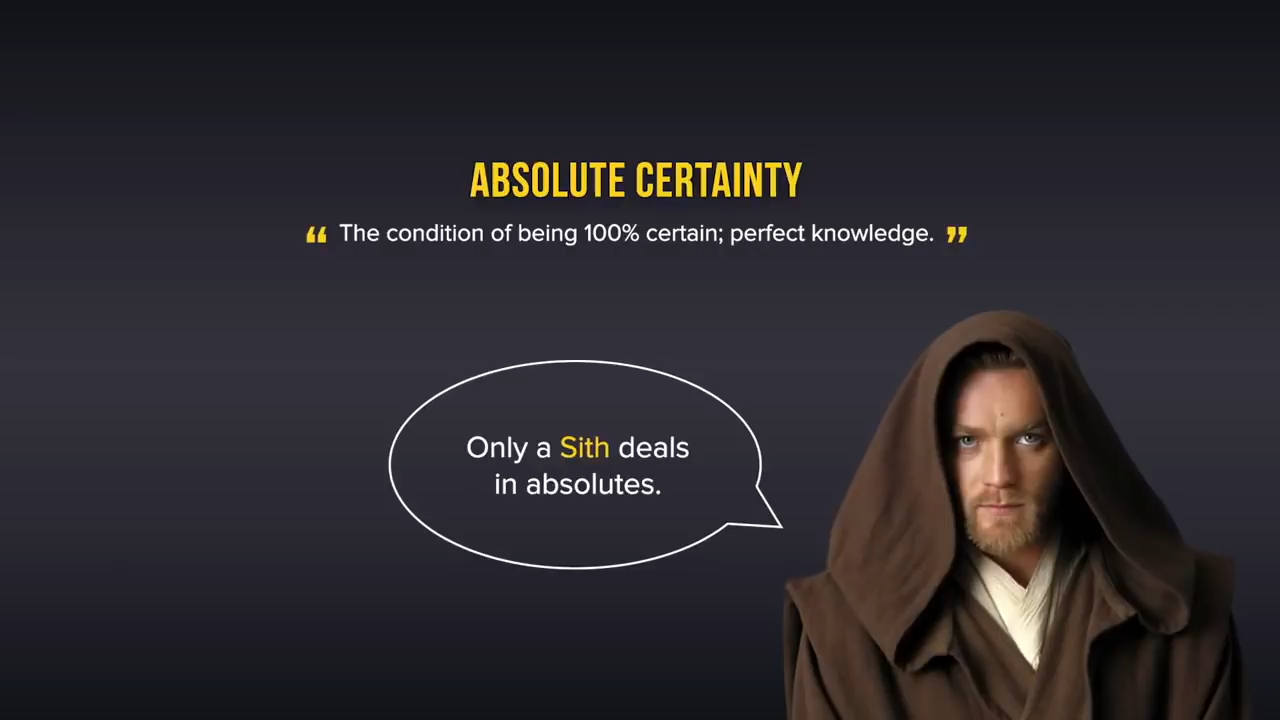 ABSOLUTE CERTAINTY
“ The condition of being 100% certain; perfect knowledge. ”
Only a Sith deals
in absolutes.